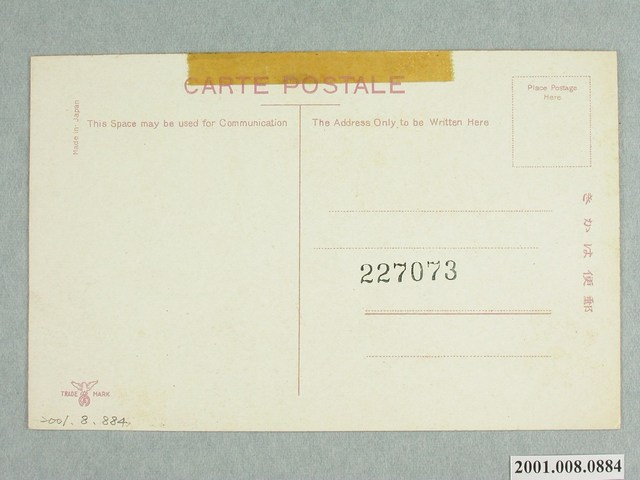 CARTE POSTALE
Made in Japan
This Space may be used for Communication
The Address Only to be Written Here
Place Postage
Here
きかは便郵
227073
TRADE MARK
2001.8.884
2001.008.0884